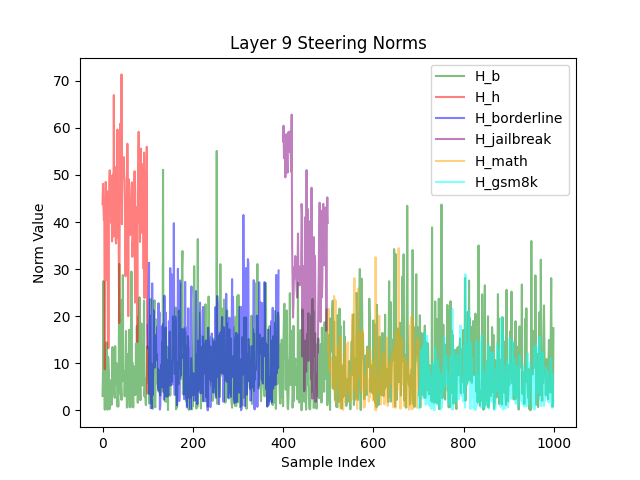 Layer 9 Steering Norms
Norm Value
70
60
50
40
30
20
10
0
0
200
400
600
800
1000
Sample Index
H_b
H_h
H_borderline
H_jailbreak
H_math
H_gsm8k